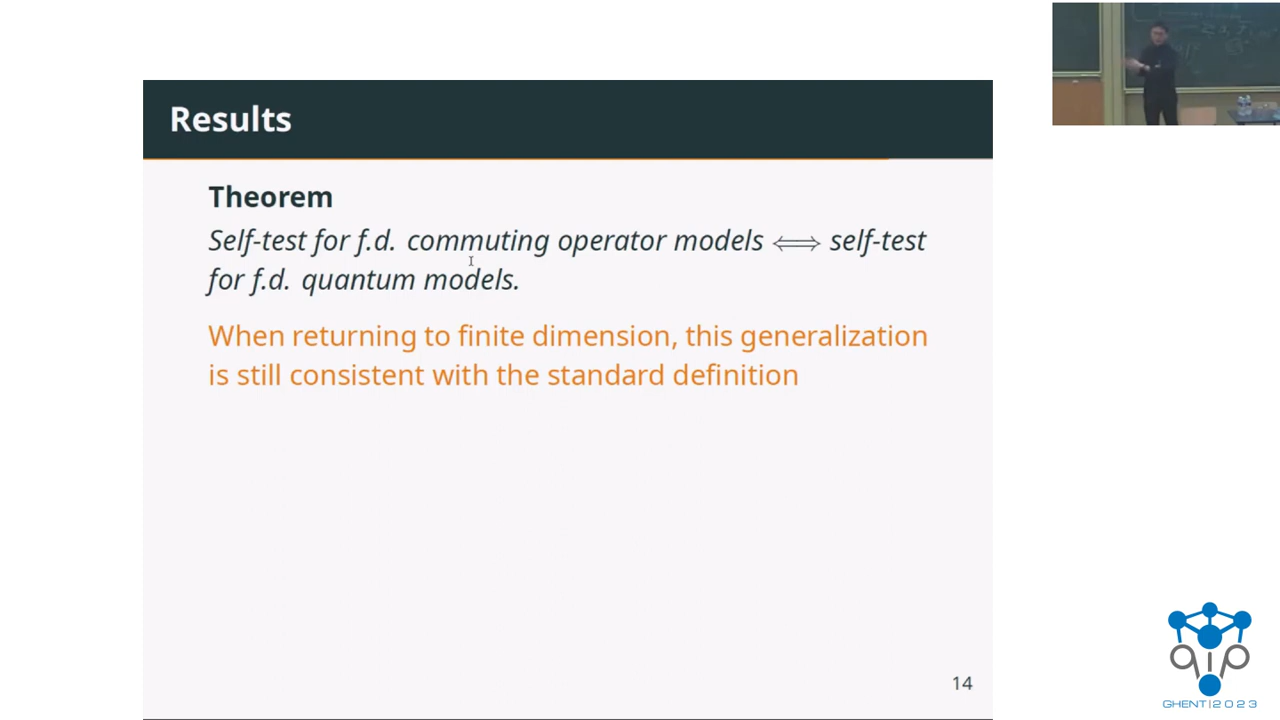 Results
Theorem
Self-test for f.d. commuting operator models ⟺ self-test
for f.d. quantum models.
When returning to finite dimension, this generalization
is still consistent with the standard definition
14
qip
GHENT|2023